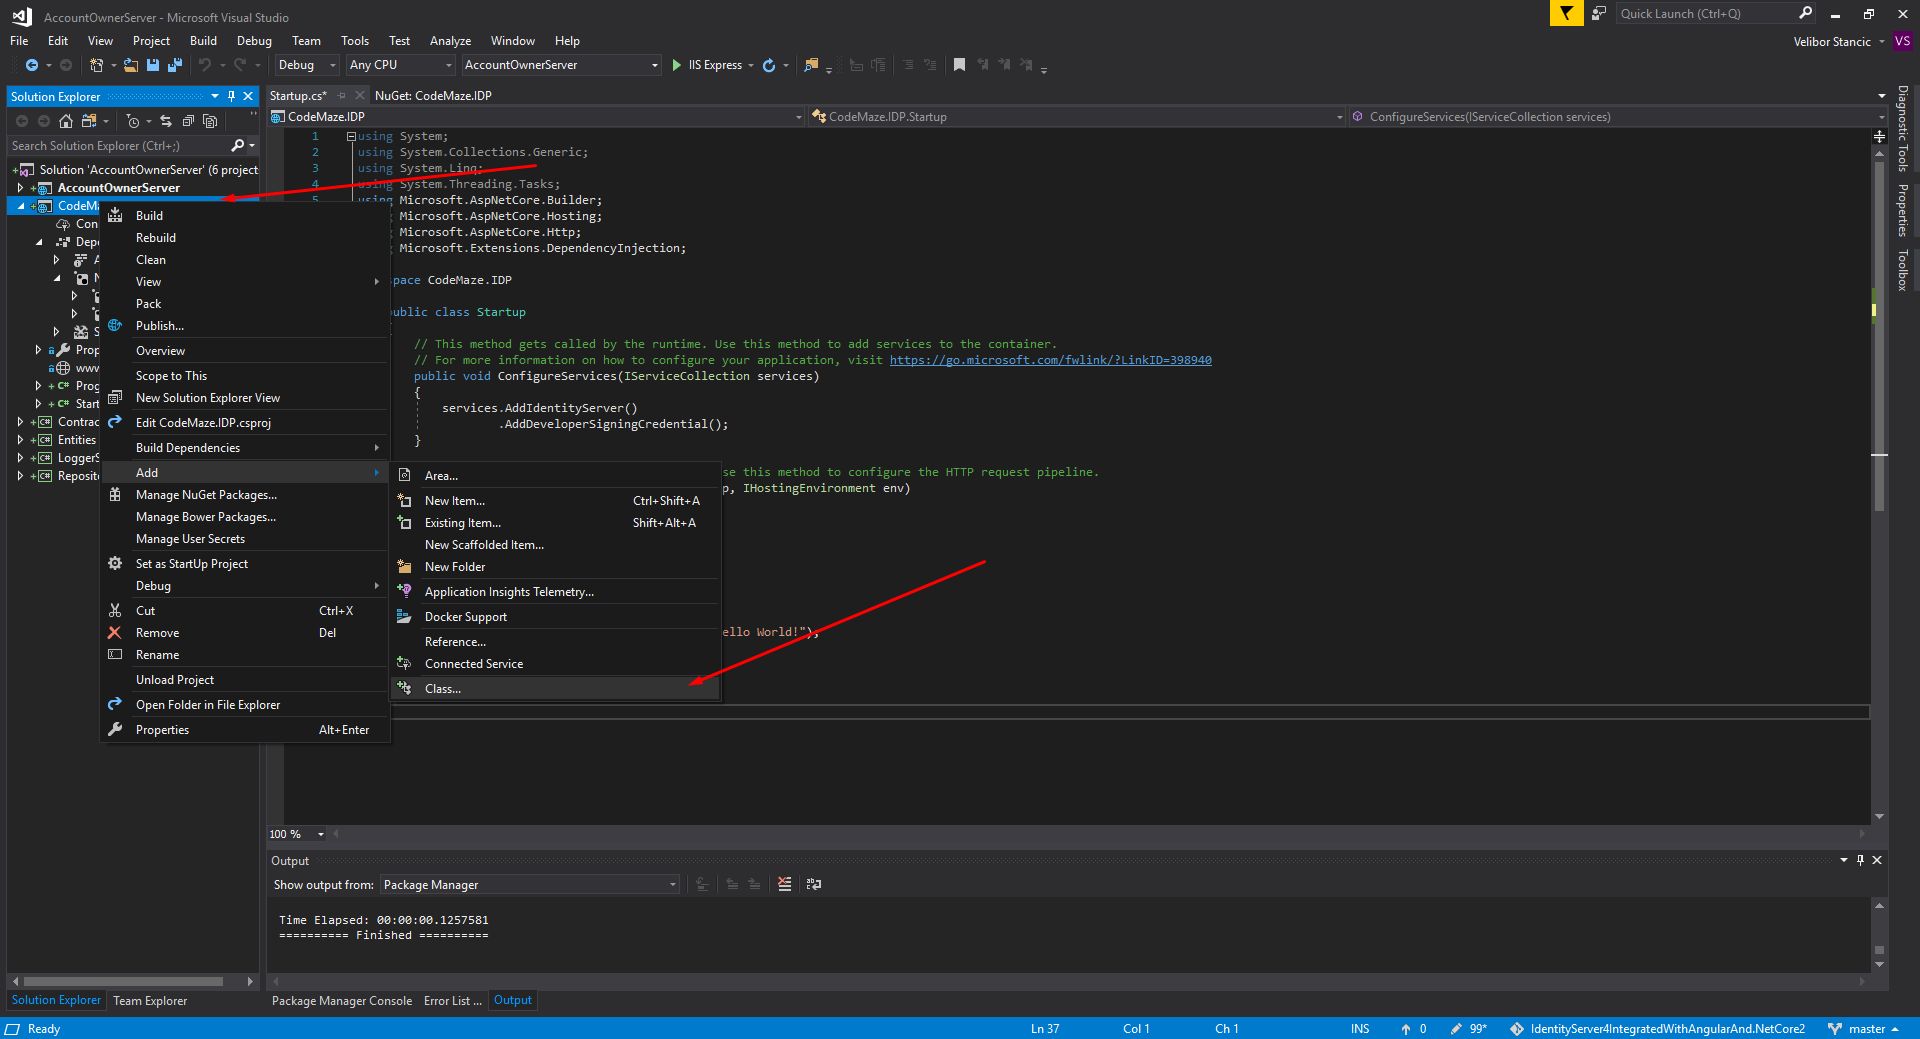 AccountOwnerServer - Microsoft Visual Studio
Quick Launch (Ctrl+Q)
File Edit View Project Build Debug Team Tools Test Analyze Window Help
Velibor Stancic VS
Debug Any CPU AccountOwnerServer IIS Express
Solution Explorer
Search Solution Explorer (Ctrl+;)
Solution 'AccountOwnerServer' (6 project
AccountOwnerServer
CodeMa
Con
Dep
Prop
www
Prog
Start
Contrac
Entities
LoggerS
Reposito
Build
Rebuild
Clean
View
Pack
Publish...
Overview
Scope to This
New Solution Explorer View
Edit CodeMaze.IDP.csproj
Build Dependencies
Add
Manage NuGet Packages...
Manage Bower Packages...
Manage User Secrets
Set as StartUp Project
Debug
Cut Ctrl+X
Remove Del
Rename
Unload Project
Open Folder in File Explorer
Properties Alt+Enter
Area...
New Item... Ctrl+Shift+A
Existing Item... Shift+Alt+A
New Scaffolded Item...
New Folder
Application Insights Telemetry...
Docker Support
Reference...
Connected Service
Class...
Startup.cs* NuGet: CodeMaze.IDP
CodeMaze.IDP CodeMaze.IDP.Startup ConfigureServices(IServiceCollection services)
1 using System;
2 using System.Collections.Generic;
3 using System.Linq
4 using System.Threading.Tasks;
5 using Microsoft.AspNetCore.Builder;
Microsoft.AspNetCore.Hosting;
Microsoft.AspNetCore.Http;
Microsoft.Extensions.DependencyInjection;
pace CodeMaze.IDP
ublic class Startup
// This method gets called by the runtime. Use this method to add services to the container.
// For more information on how to configure your application, visit https://go.microsoft.com/fwlink/?LinkID=398940
public void ConfigureServices(IServiceCollection services)
{
services.AddIdentityServer()
.AddDeveloperSigningCredential();
}
se this method to configure the HTTP request pipeline.
p, IHostingEnvironment env)
ello World!");
100 %
Output
Show output from: Package Manager
Time Elapsed: 00:00:00.1257581
========== Finished ==========
Solution Explorer Team Explorer
Package Manager Console Error List ... Output
Diagnostic Tools
Properties
Toolbox
Ready Ln 37 Col 1 Ch 1 INS 0 99* IdentityServer4IntegratedWithAngularAnd.NetCore2 master